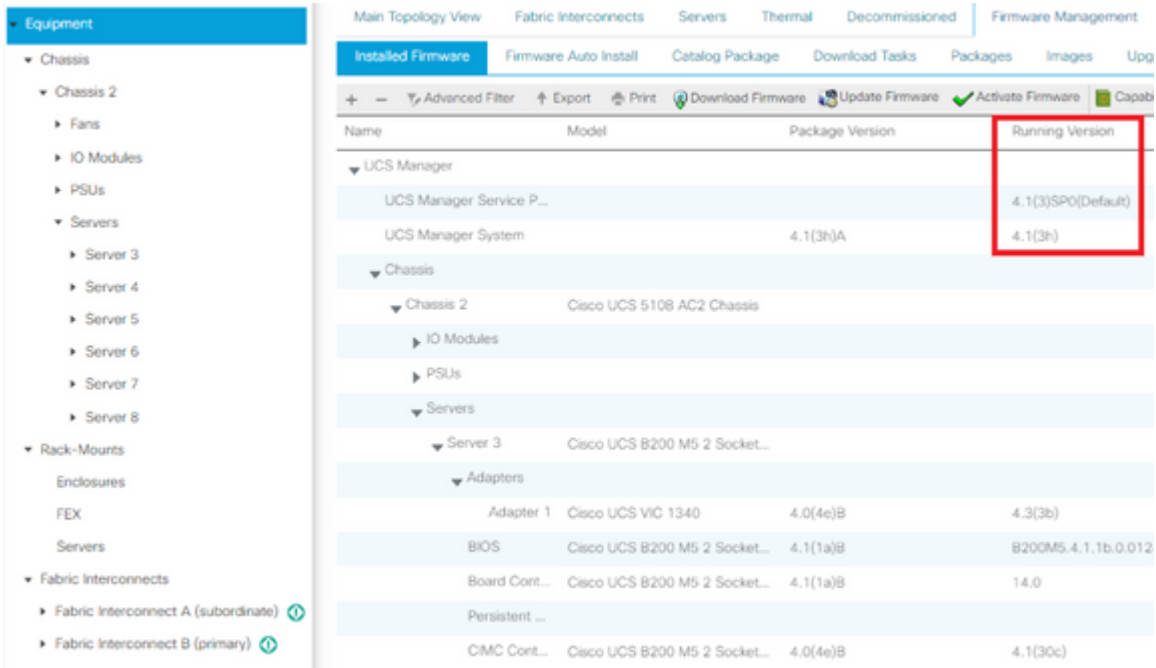 Equipment
Chassis
Chassis 2
Fans
IO Modules
PSUs
Servers
Server 3
Server 4
Server 5
Server 6
Server 7
Server 8
Rack-Mounts
Enclosures
FEX
Servers
Fabric Interconnects
Fabric Interconnect A (subordinate)
Fabric Interconnect B (primary)
Main Topology View Fabric Interconnects Servers Thermal Decommissioned Firmware Management
Installed Firmware Firmware Auto Install Catalog Package Download Tasks Packages Images Upg
+ − Advanced Filter Export Print Download Firmware Update Firmware Activate Firmware Capabi
Name Model Package Version Running Version
UCS Manager
UCS Manager Service P... 4.1(3)SP0(Default)
UCS Manager System 4.1(3h)A 4.1(3h)
Chassis
Chassis 2 Cisco UCS 5108 AC2 Chassis
IO Modules
PSUs
Servers
Server 3 Cisco UCS B200 M5 2 Socket...
Adapters
Adapter 1 Cisco UCS VIC 1340 4.0(4e)B 4.3(3b)
BIOS Cisco UCS B200 M5 2 Socket... 4.1(1a)B B200M5.4.1.1b.0.012
Board Cont... Cisco UCS B200 M5 2 Socket... 4.1(1a)B 14.0
Persistent ...
CIMC Cont... Cisco UCS B200 M5 2 Socket... 4.0(4e)B 4.1(30c)